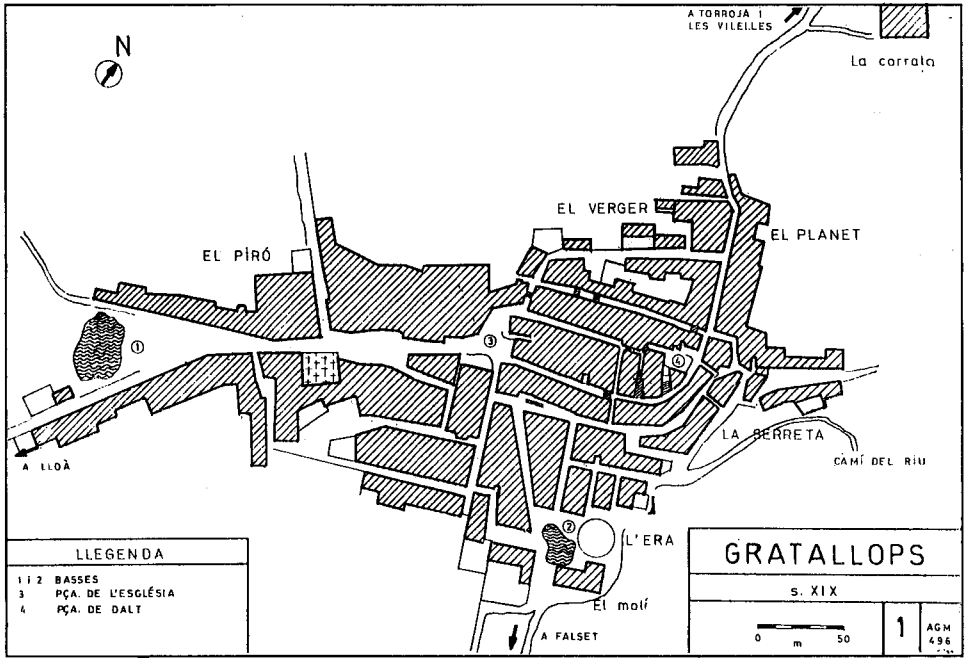 A TORROJA I
LES VILELLES
La corrala
N
EL VERGER
EL PLANET
EL PIRÓ
1
3
4
LA SERRETA
CAMÍ DEL RIU
A LLOÀ
2
L'ERA
El molí
A FALSET
LLEGENDA
1 i 2 BASSES
3 PÇA. DE L'ESGLÉSIA
4 PÇA. DE DALT
GRATALLOPS
s. XIX
0 m 50
1
AGM
496